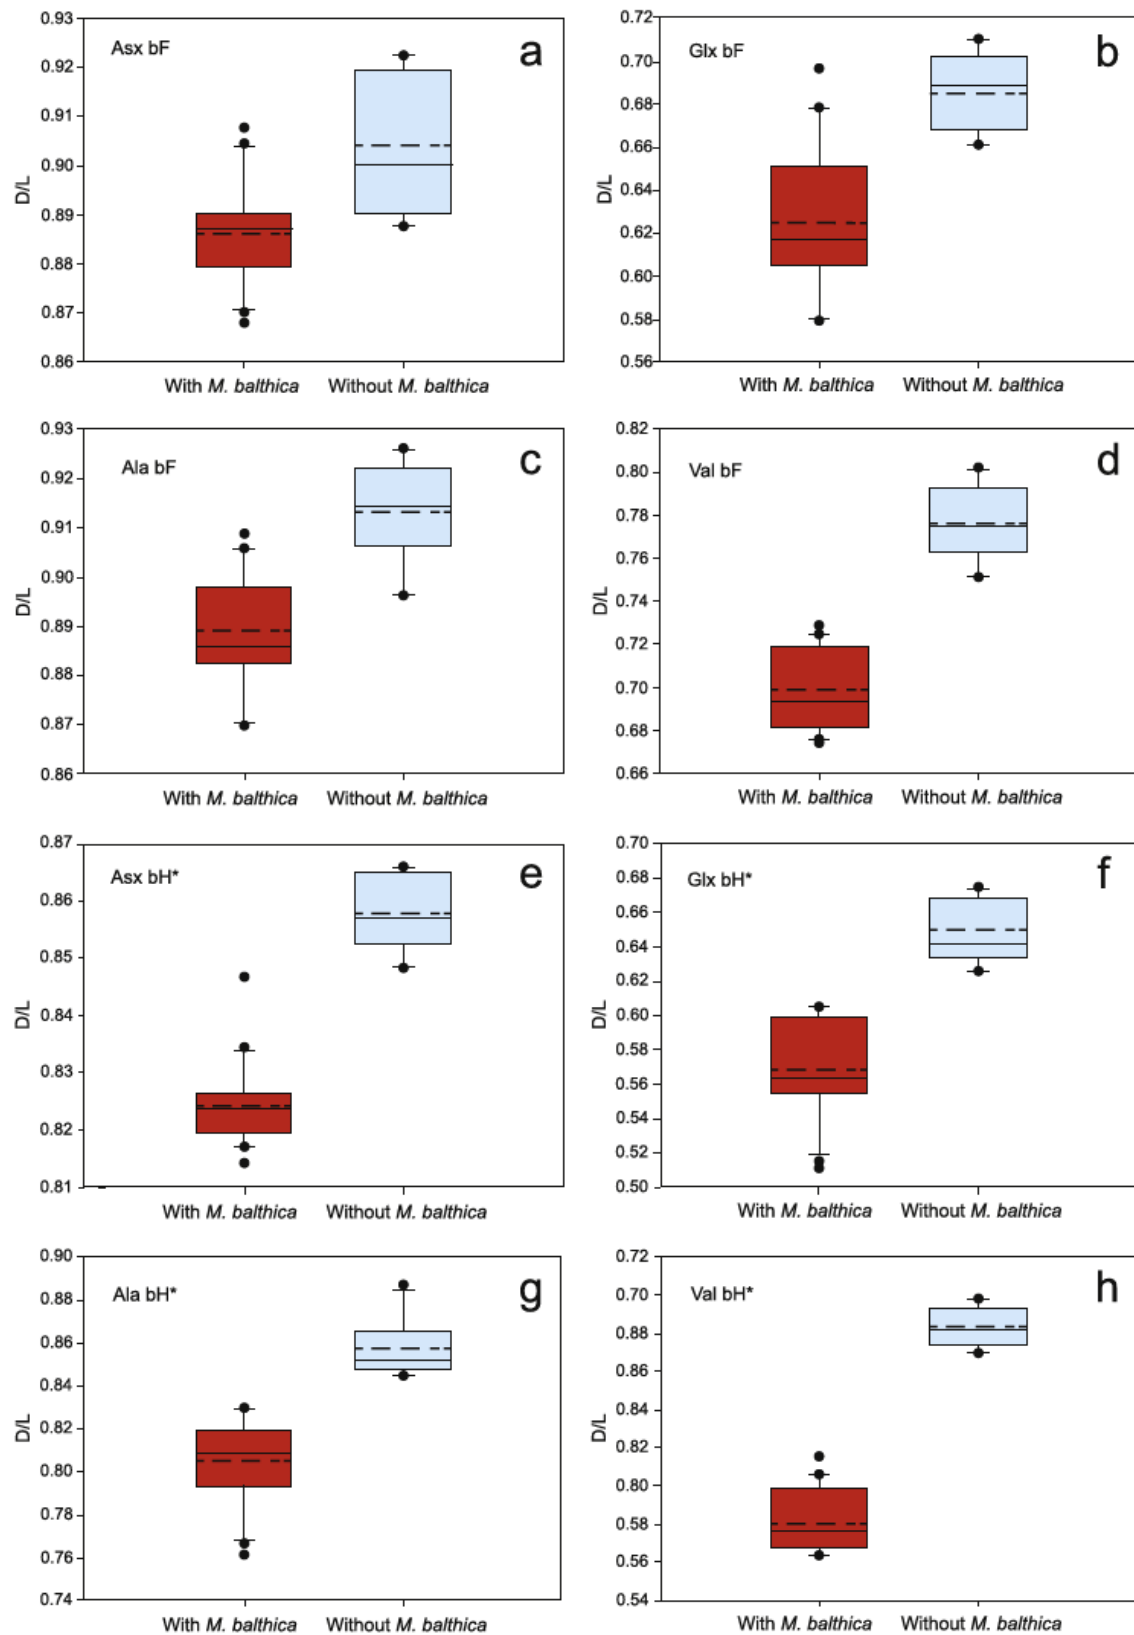 0.93
0.92
0.91
0.90
0.89
0.88
0.87
0.86
D/L
Asx bF
a
With M. balthica
Without M. balthica
0.72
0.70
0.68
0.66
0.64
0.62
0.60
0.58
0.56
D/L
Glx bF
b
With M. balthica
Without M. balthica
0.93
0.92
0.91
0.90
0.89
0.88
0.87
0.86
D/L
Ala bF
c
With M. balthica
Without M. balthica
0.82
0.80
0.78
0.76
0.74
0.72
0.70
0.68
0.66
D/L
Val bF
d
With M. balthica
Without M. balthica
0.87
0.86
0.85
0.84
0.83
0.82
0.81
D/L
Asx bH*
e
With M. balthica
Without M. balthica
0.70
0.68
0.66
0.64
0.62
0.60
0.58
0.56
0.54
0.52
0.50
D/L
Glx bH*
f
With M. balthica
Without M. balthica
0.90
0.88
0.86
0.84
0.82
0.80
0.78
0.76
0.74
D/L
Ala bH*
g
With M. balthica
Without M. balthica
0.72
0.70
0.88
0.86
0.84
0.82
0.80
0.58
0.56
0.54
D/L
Val bH*
h
With M. balthica
Without M. balthica